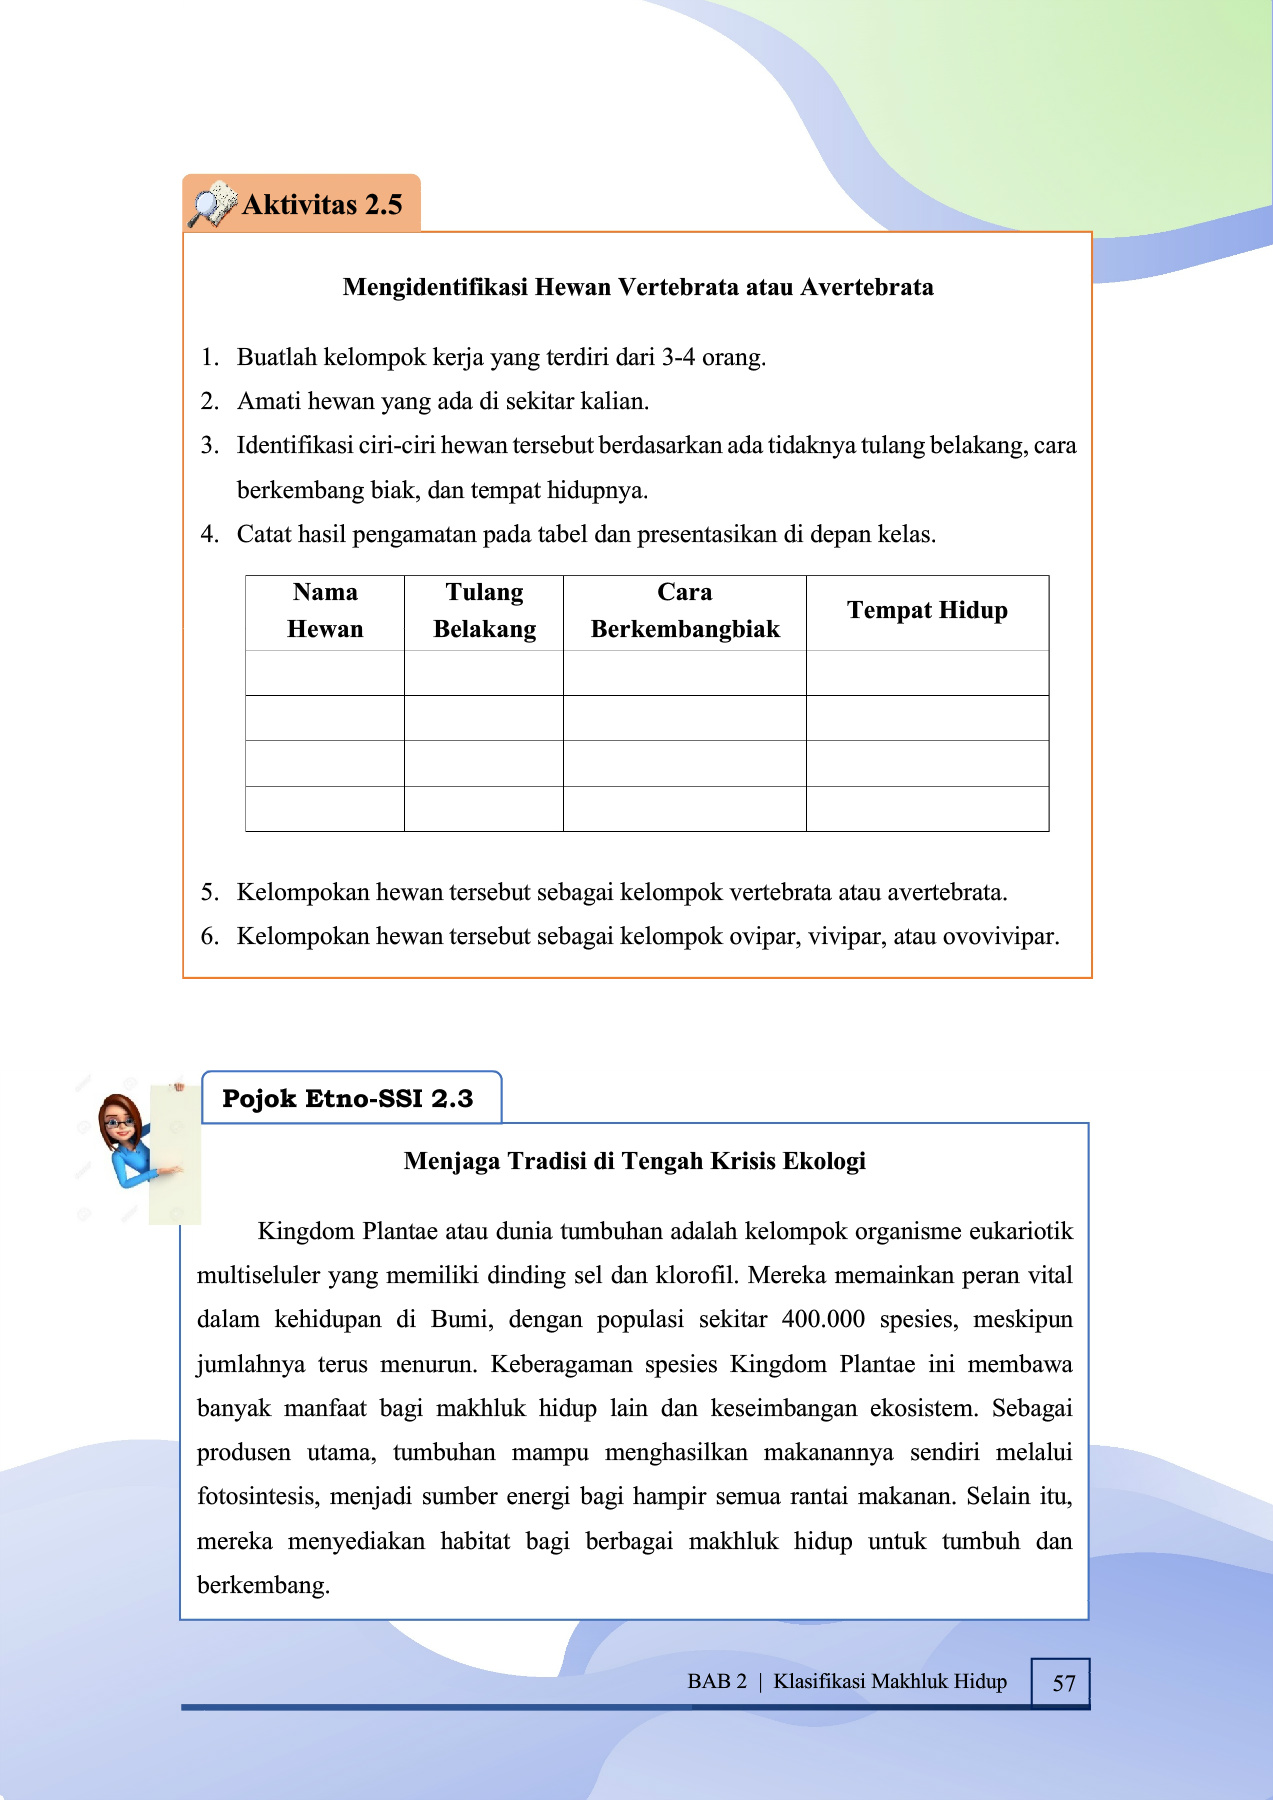 Aktivitas 2.5
Mengidentifikasi Hewan Vertebrata atau Avertebrata
1. Buatlah kelompok kerja yang terdiri dari 3-4 orang.
2. Amati hewan yang ada di sekitar kalian.
3. Identifikasi ciri-ciri hewan tersebut berdasarkan ada tidaknya tulang belakang, cara
berkembang biak, dan tempat hidupnya.
4. Catat hasil pengamatan pada tabel dan presentasikan di depan kelas.
Nama Hewan
Tulang Belakang
Cara Berkembangbiak
Tempat Hidup
5. Kelompokan hewan tersebut sebagai kelompok vertebrata atau avertebrata.
6. Kelompokan hewan tersebut sebagai kelompok ovipar, vivipar, atau ovovivipar.
Pojok Etno-SSI 2.3
Menjaga Tradisi di Tengah Krisis Ekologi
Kingdom Plantae atau dunia tumbuhan adalah kelompok organisme eukariotik
multiseluler yang memiliki dinding sel dan klorofil. Mereka memainkan peran vital
dalam kehidupan di Bumi, dengan populasi sekitar 400.000 spesies, meskipun
jumlahnya terus menurun. Keberagaman spesies Kingdom Plantae ini membawa
banyak manfaat bagi makhluk hidup lain dan keseimbangan ekosistem. Sebagai
produsen utama, tumbuhan mampu menghasilkan makanannya sendiri melalui
fotosintesis, menjadi sumber energi bagi hampir semua rantai makanan. Selain itu,
mereka menyediakan habitat bagi berbagai makhluk hidup untuk tumbuh dan
berkembang.
BAB 2 | Klasifikasi Makhluk Hidup 57